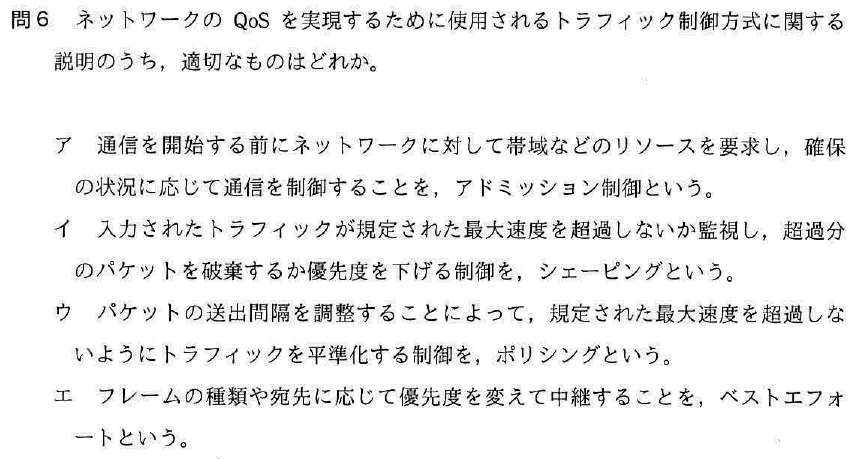 問6 ネットワークの QoS を実現するために使用されるトラフィック制御方式に関する
説明のうち，適切なものはどれか。
ア 通信を開始する前にネットワークに対して帯域などのリソースを要求し，確保
の状況に応じて通信を制御することを，アドミッション制御という。
イ 入力されたトラフィックが規定された最大速度を超過しないか監視し，超過分
のパケットを破棄するか優先度を下げる制御を，シェーピングという。
ウ パケットの送出間隔を調整することによって，規定された最大速度を超過しな
いようにトラフィックを平準化する制御を，ポリシングという。
エ フレームの種類や宛先に応じて優先度を変えて中継することを，ベストエフォ
ートという。